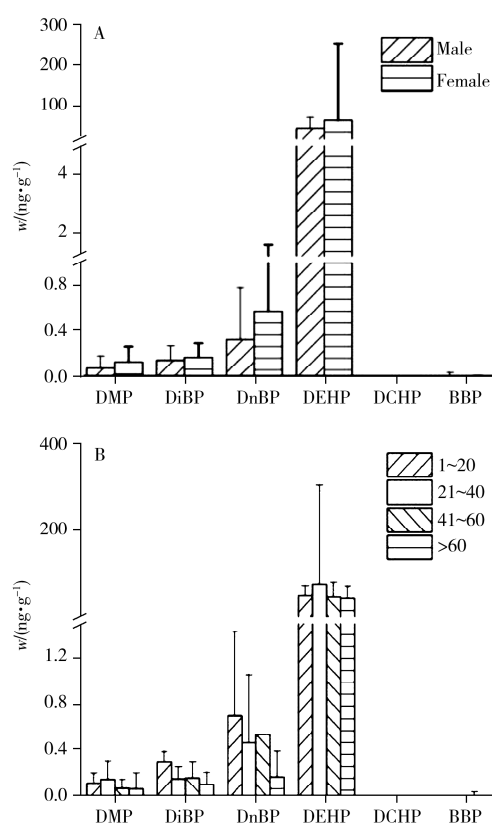 A
300
200
100
4
2
0.8
0.4
0.0
w/(ng•g⁻¹)
Male
Female
DMP DiBP DnBP DEHP DCHP BBP
B
400
200
1.2
0.8
0.4
0.0
w/(ng•g⁻¹)
1~20
21~40
41~60
>60
DMP DiBP DnBP DEHP DCHP BBP